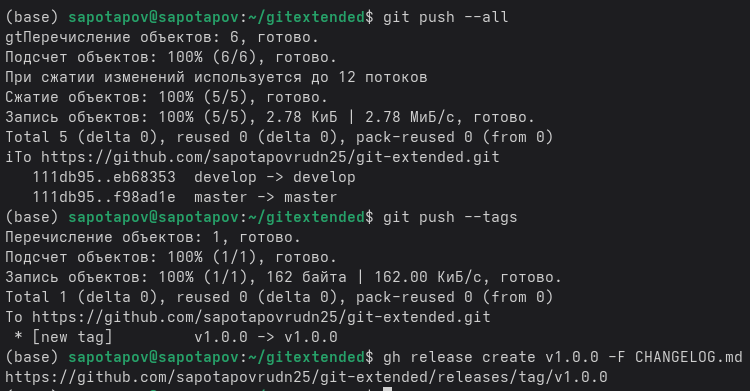 (base) sapotapov@sapotapov:~/gitextended$ git push --all
gtПеречисление объектов: 6, готово.
Подсчет объектов: 100% (6/6), готово.
При сжатии изменений используется до 12 потоков
Сжатие объектов: 100% (5/5), готово.
Запись объектов: 100% (5/5), 2.78 КиБ | 2.78 МиБ/с, готово.
Total 5 (delta 0), reused 0 (delta 0), pack-reused 0 (from 0)
iTo https://github.com/sapotapovrudn25/git-extended.git
   111db95..eb68353  develop -> develop
   111db95..f98ad1e  master -> master
(base) sapotapov@sapotapov:~/gitextended$ git push --tags
Перечисление объектов: 1, готово.
Подсчет объектов: 100% (1/1), готово.
Запись объектов: 100% (1/1), 162 байта | 162.00 КиБ/с, готово.
Total 1 (delta 0), reused 0 (delta 0), pack-reused 0 (from 0)
To https://github.com/sapotapovrudn25/git-extended.git
 * [new tag]         v1.0.0 -> v1.0.0
(base) sapotapov@sapotapov:~/gitextended$ gh release create v1.0.0 -F CHANGELOG.md
https://github.com/sapotapovrudn25/git-extended/releases/tag/v1.0.0